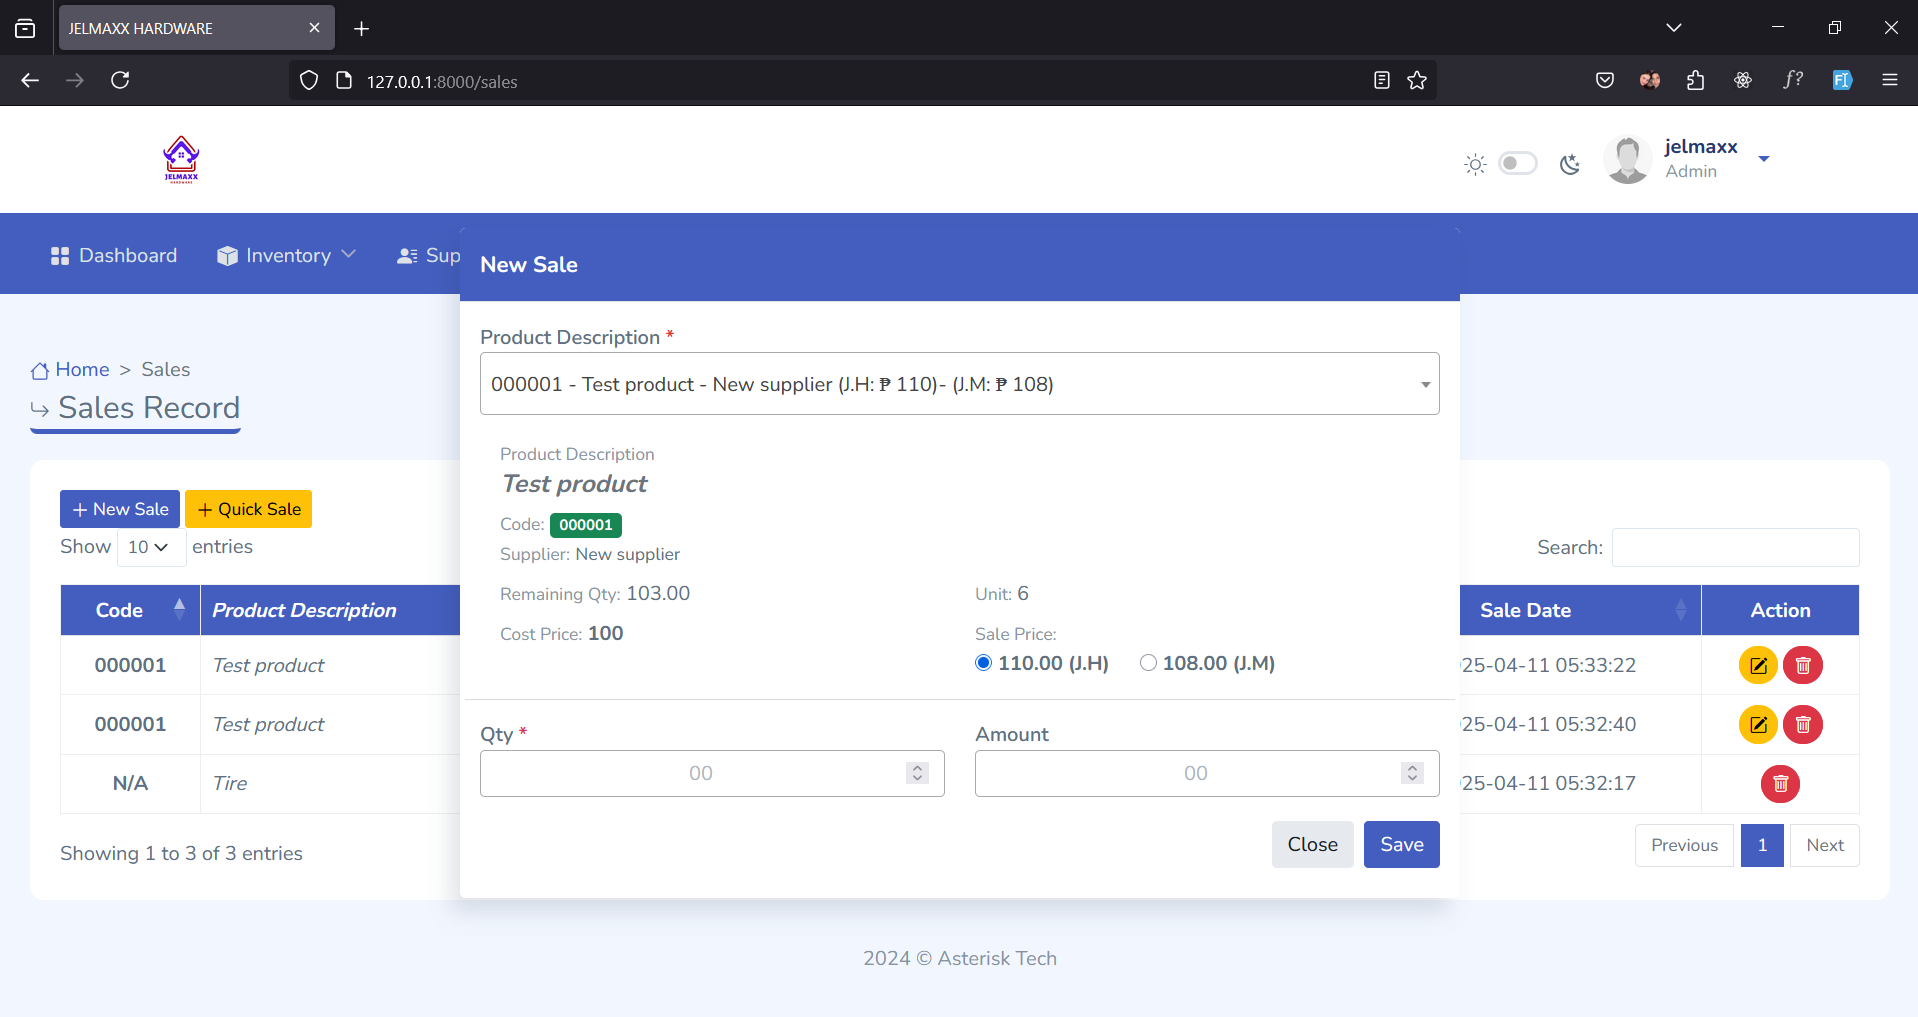 JELMAXX HARDWARE
127.0.0.1:8000/sales
JELMAXX
HARDWARE
jelmaxx
Admin
Dashboard
Inventory
Sup
New Sale
Product Description *
000001 - Test product - New supplier (J.H: ₱ 110)- (J.M: ₱ 108)
Home > Sales
Sales Record
Product Description
Test product
Code: 000001
Supplier: New supplier
Remaining Qty: 103.00
Unit: 6
Cost Price: 100
Sale Price:
110.00 (J.H)
108.00 (J.M)
Qty *
Amount
00
00
Close
Save
New Sale
Quick Sale
Show 10 entries
Search:
Code
Product Description
Sale Date
Action
000001
Test product
25-04-11 05:33:22
000001
Test product
25-04-11 05:32:40
N/A
Tire
25-04-11 05:32:17
Showing 1 to 3 of 3 entries
Previous
1
Next
2024 © Asterisk Tech